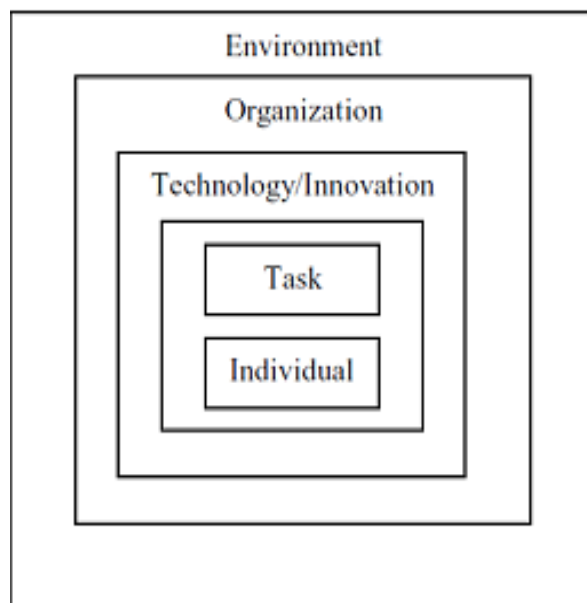 Environment
Organization
Technology/Innovation
Task
Individual